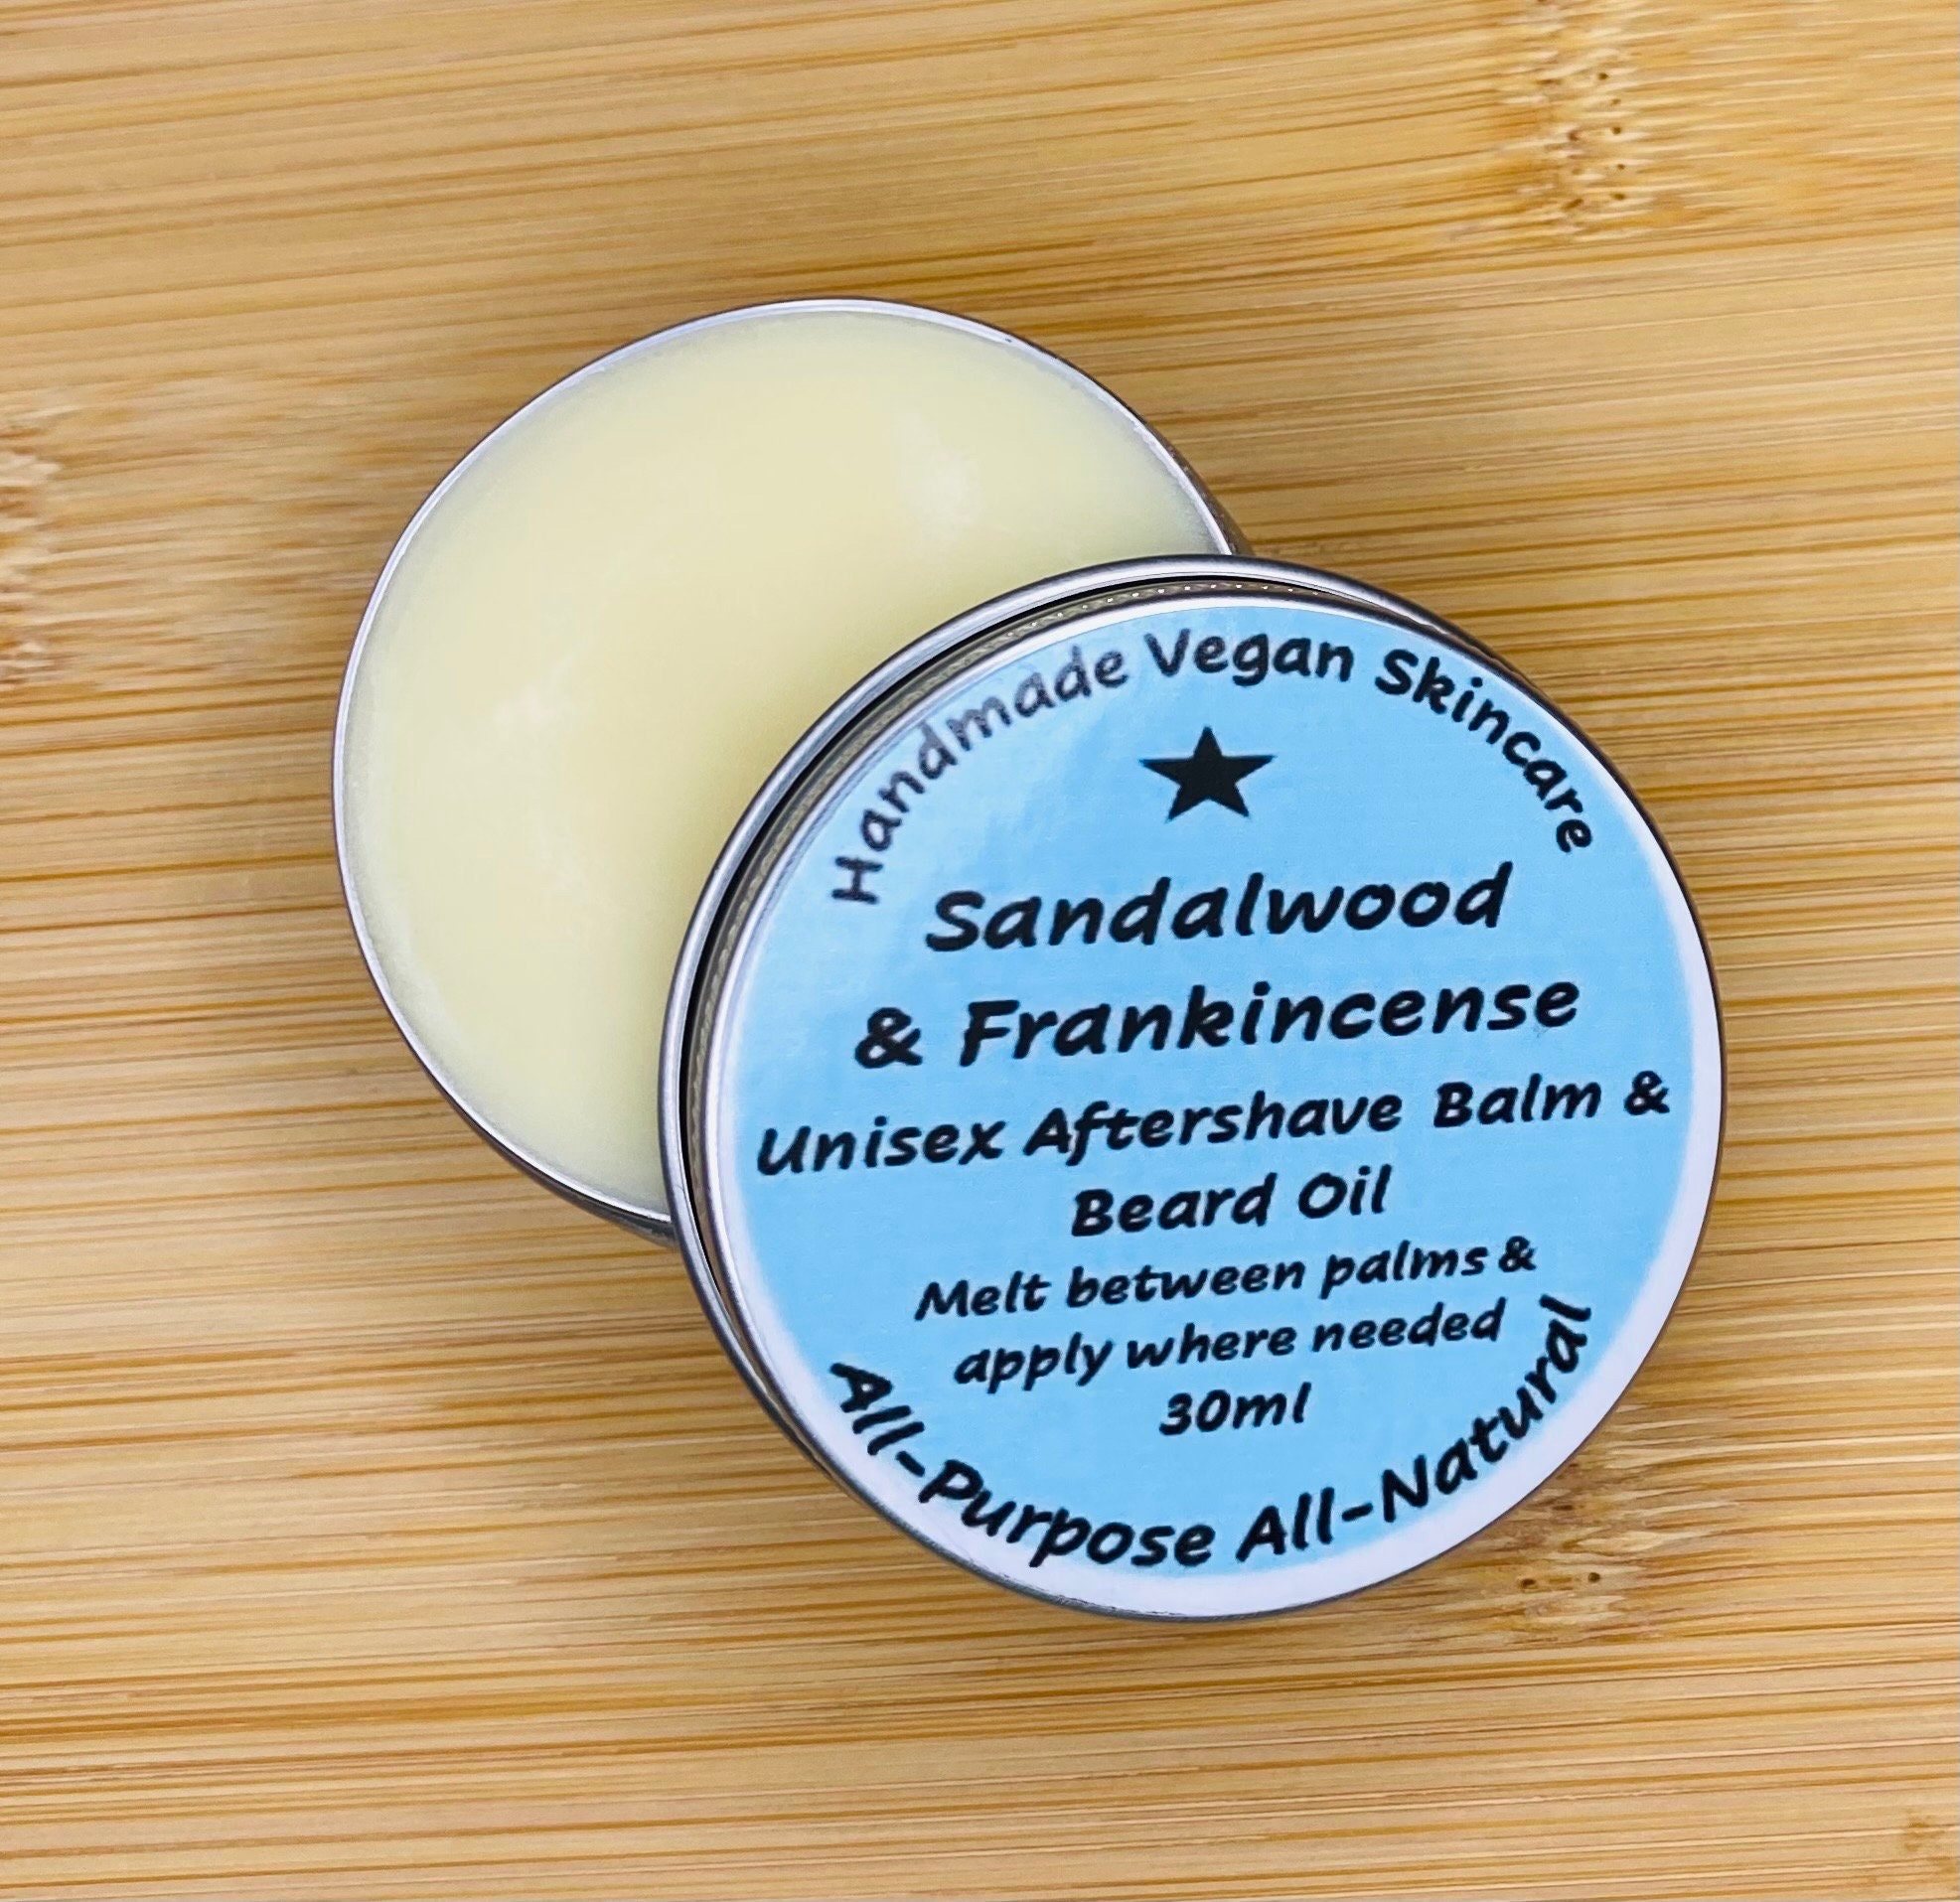 Handmade Vegan Skincare
Sandalwood
& Frankincense
Unisex Aftershave Balm &
Beard Oil
Melt between palms &
apply where needed
30ml
All-Purpose All-Natural